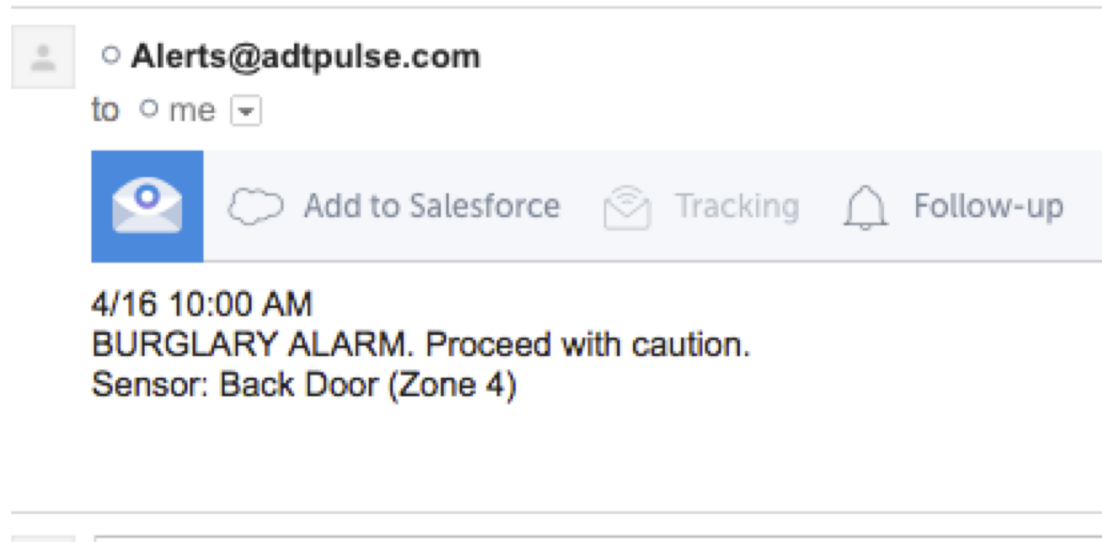 Alerts@adtpulse.com
to me
Add to Salesforce Tracking Follow-up
4/16 10:00 AM
BURGLARY ALARM. Proceed with caution.
Sensor: Back Door (Zone 4)